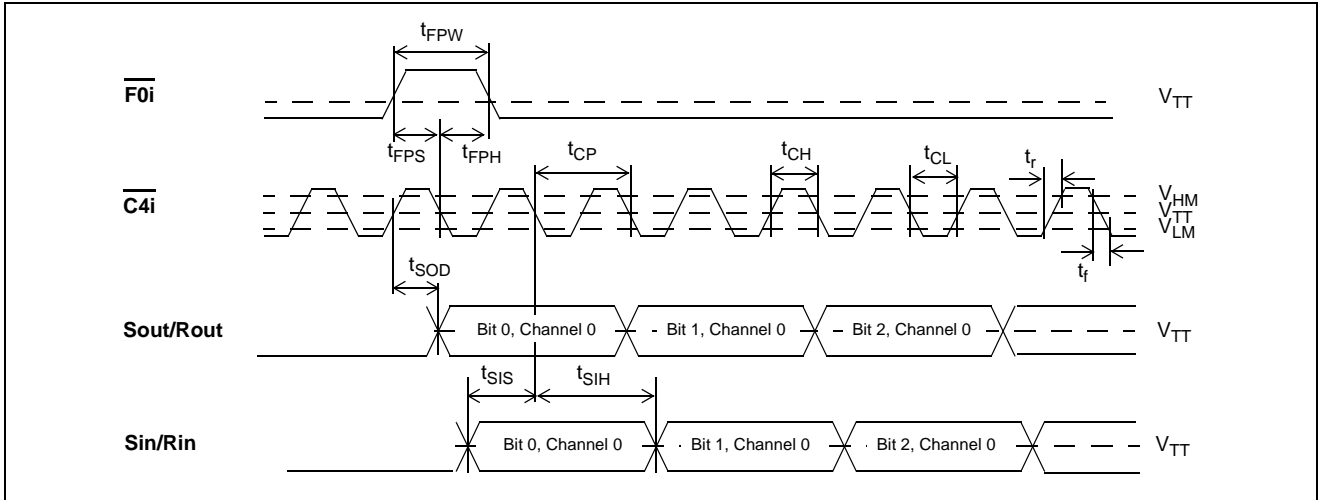 tFPW
F0i
VTT
tFPS
tFPH
tCP
tCH
tCL
tr
C4i
VHM
VTT
VLM
tf
tSOD
Sout/Rout
Bit 0, Channel 0
Bit 1, Channel 0
Bit 2, Channel 0
VTT
tSIS
tSIH
Sin/Rin
Bit 0, Channel 0
Bit 1, Channel 0
Bit 2, Channel 0
VTT